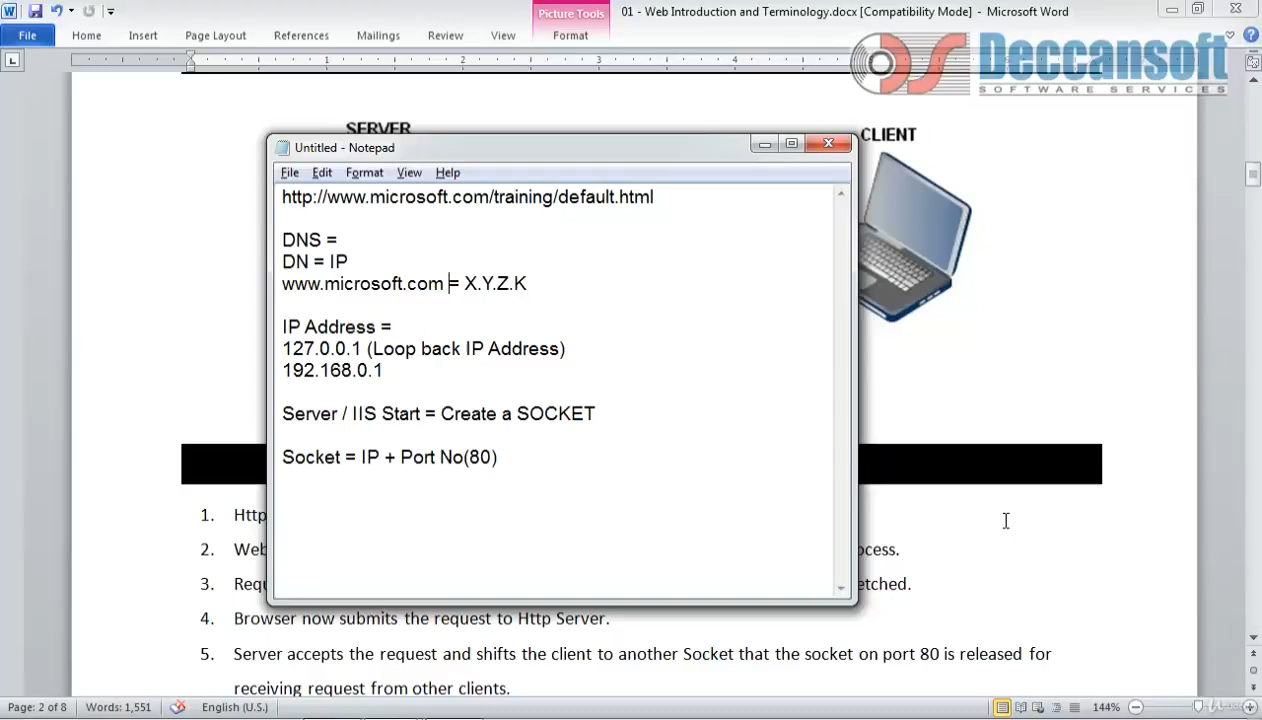 Picture Tools
01 - Web Introduction and Terminology.docx [Compatibility Mode] - Microsoft Word
File Home Insert Page Layout References Mailings Review View Format
Deccansoft
SOFTWARE SERVICES
SERVER
CLIENT
Untitled - Notepad
File Edit Format View Help
http://www.microsoft.com/training/default.html
DNS =
DN = IP
www.microsoft.com = X.Y.Z.K
IP Address =
127.0.0.1 (Loop back IP Address)
192.168.0.1
Server / IIS Start = Create a SOCKET
Socket = IP + Port No(80)
1. Http
2. Web ocess.
3. Requ etched.
4. Browser now submits the request to Http Server.
5. Server accepts the request and shifts the client to another Socket that the socket on port 80 is released for
receiving request from other clients.
Page: 2 of 8 Words: 1,551 English (U.S.) 144%